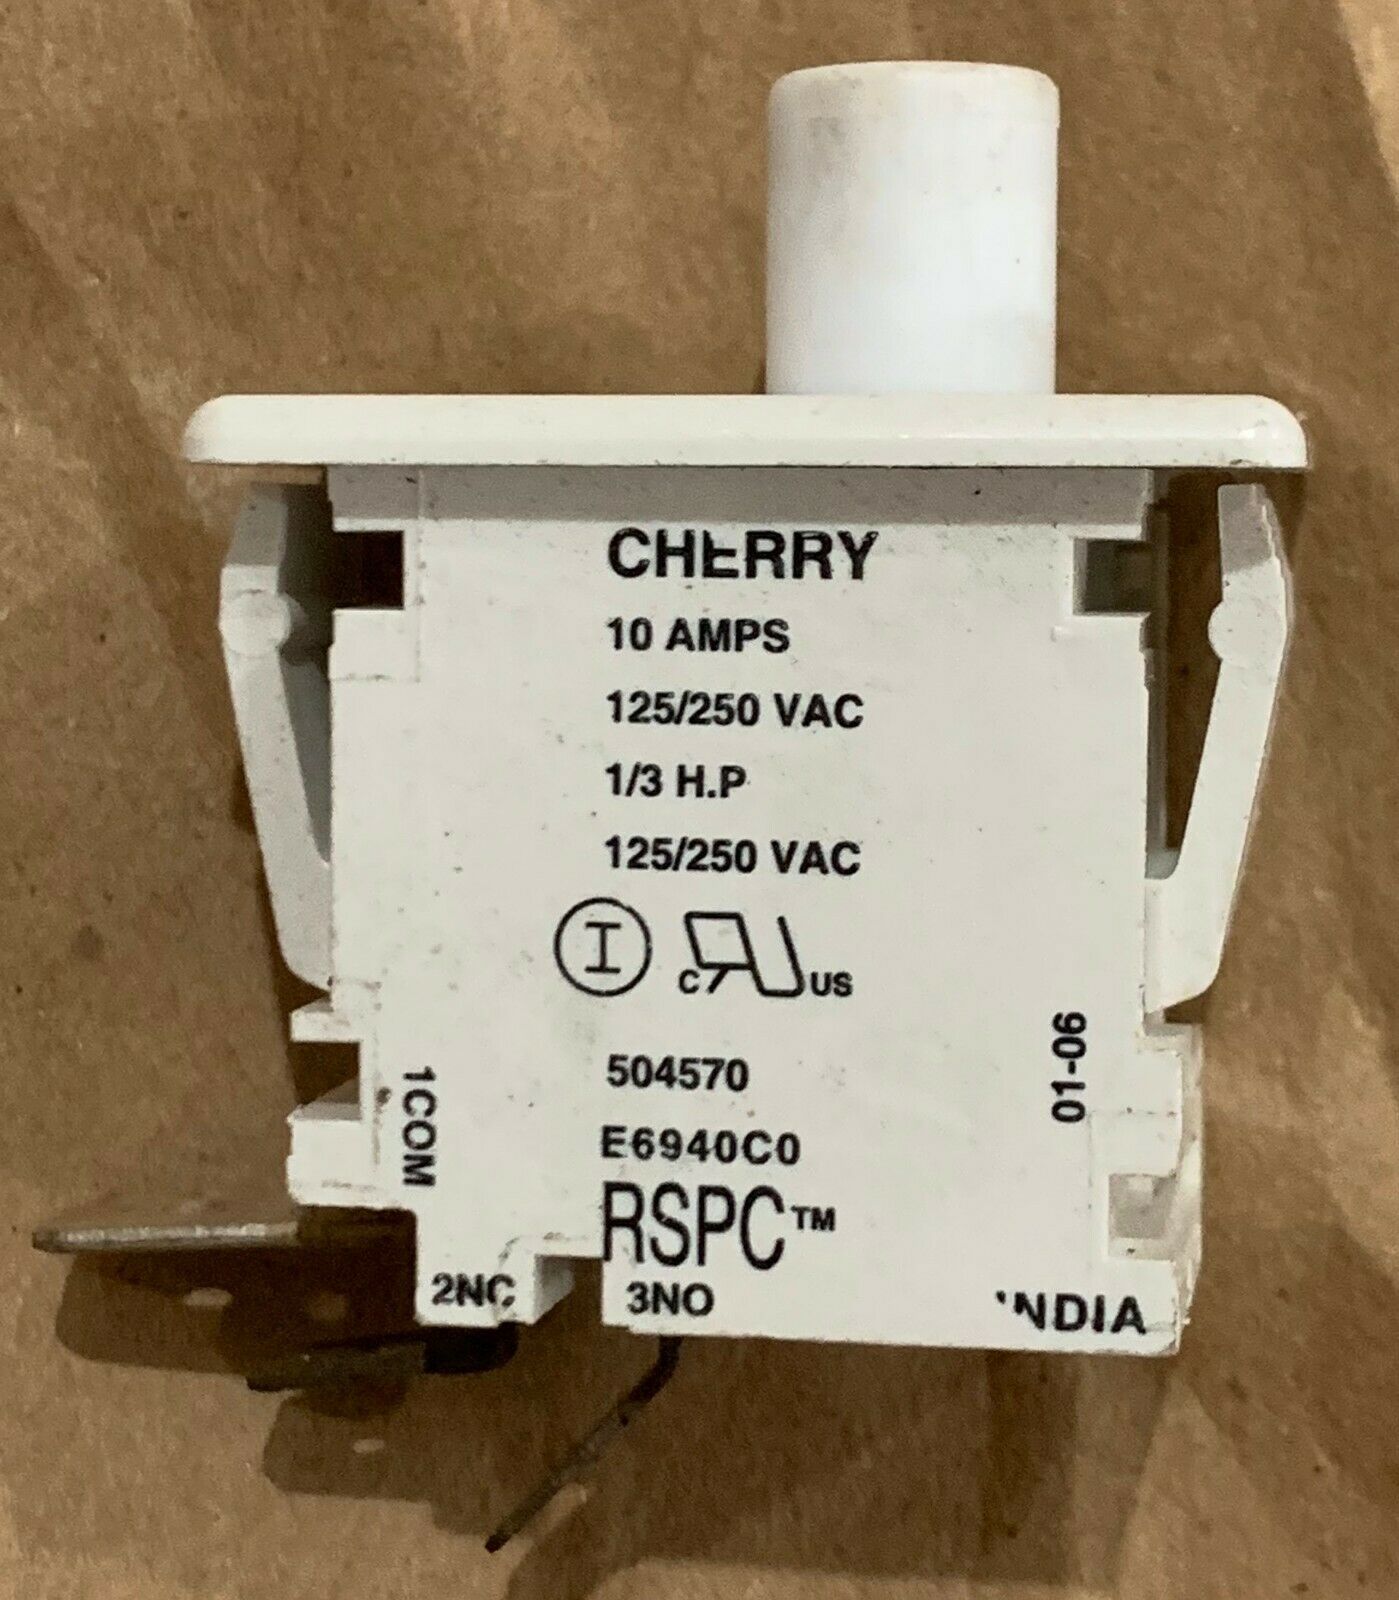 CHERRY
10 AMPS
125/250 VAC
1/3 H.P
125/250 VAC
I C US
504570
E6940C0
RSPC™
1COM
2NC
3NO
01-06
INDIA